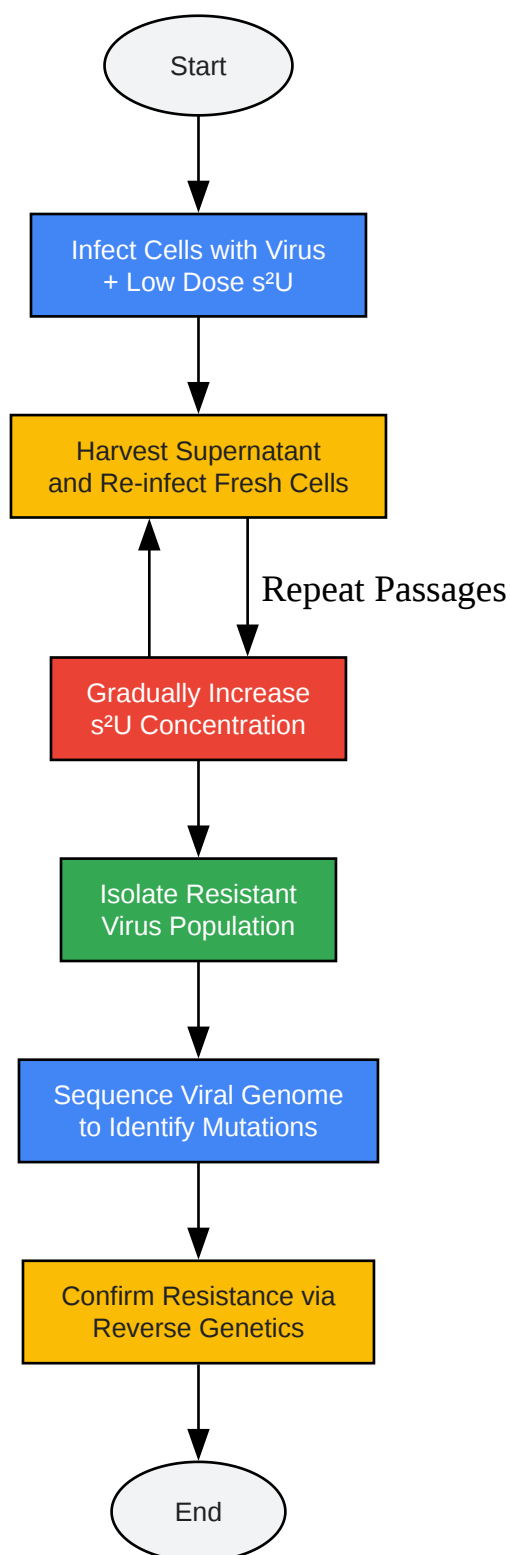 Start
Infect Cells with Virus
+ Low Dose s²U
Harvest Supernatant
and Re-infect Fresh Cells
Repeat Passages
Gradually Increase
s²U Concentration
Isolate Resistant
Virus Population
Sequence Viral Genome
to Identify Mutations
Confirm Resistance via
Reverse Genetics
End